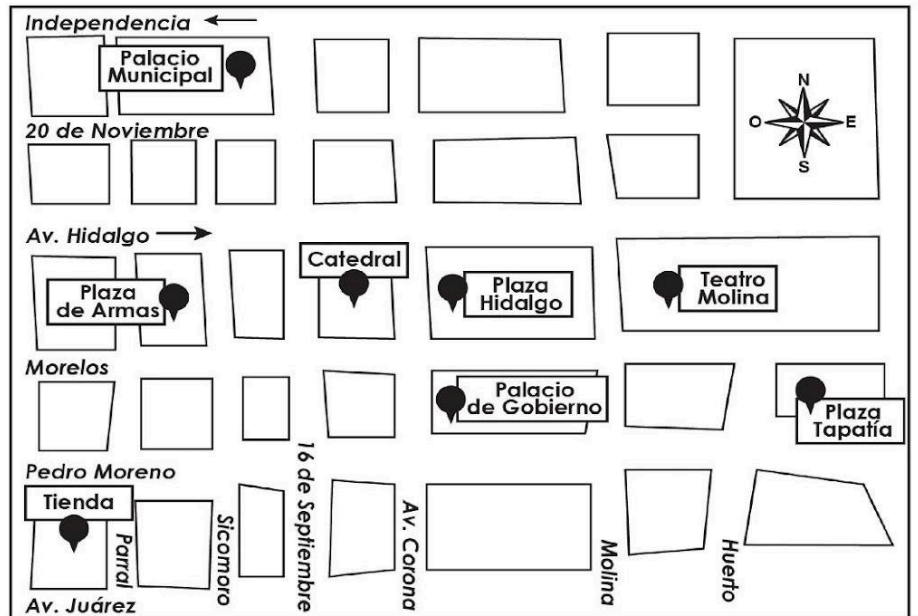 Independencia
Palacio
Municipal
20 de Noviembre
N
O
E
S
Av. Hidalgo
Catedral
Plaza
de Armas
Plaza
Hidalgo
Teatro
Molina
Morelos
Palacio
de Gobierno
Plaza
Tapatía
Pedro Moreno
Tienda
Parral
Sicomoro
16 de Septiembre
Av. Corona
Molina
Huerto
Av. Juárez